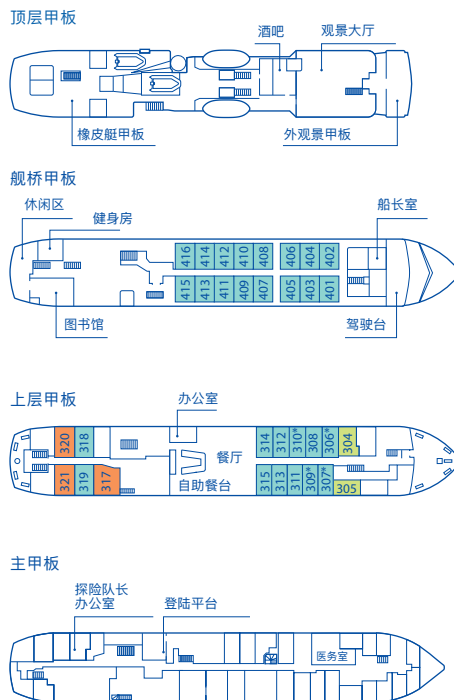 顶层甲板
酒吧
观景大厅
橡皮艇甲板
外观景甲板
舰桥甲板
休闲区
健身房
船长室
416 414 412 410 408 406 404 402
415 413 411 409 407 405 403 401
图书馆
驾驶台
上层甲板
办公室
320 318
314 312 310* 308 306* 304
餐厅
321 319 317
自助餐台
315 313 311 309* 307* 305
主甲板
探险队长
办公室
登陆平台
医务室